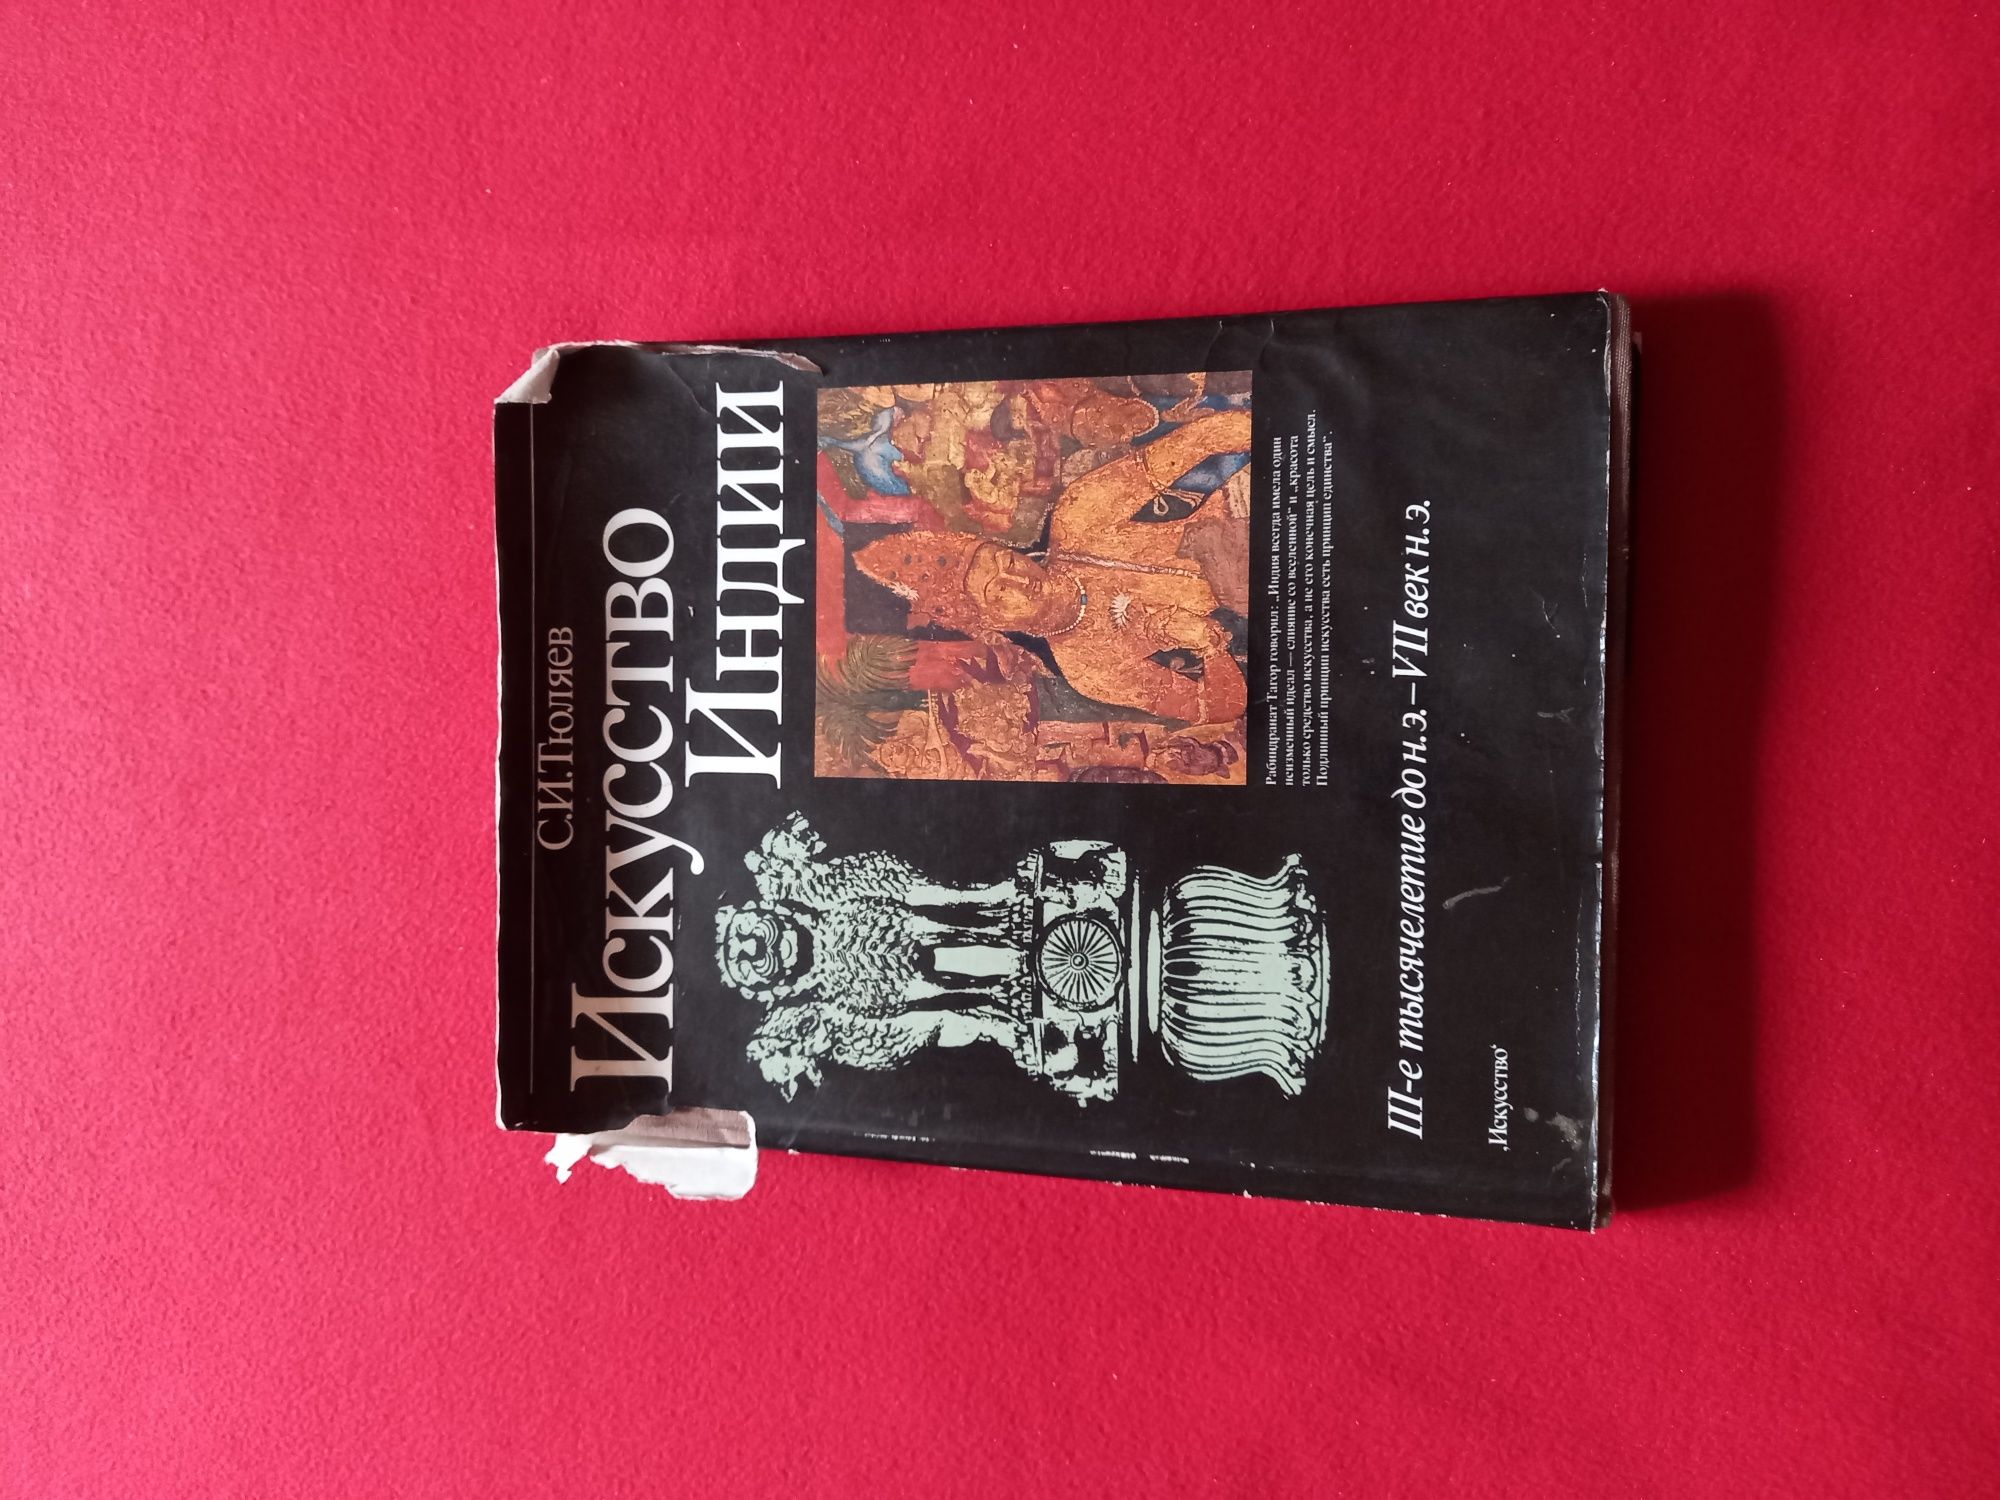 С.И.Тюляев
Искусство
Индии
Рабиндранат Тагор говорил: „Индия всегда имела один
неизменный идеал — слияние со вселенной“ и „красота
только средство искусства, а не его конечная цель и смысл.
Подлинный принцип искусства есть принцип единства“.
III-е тысячелетие до н.э.–VII век н.э.
‚Искусство‘